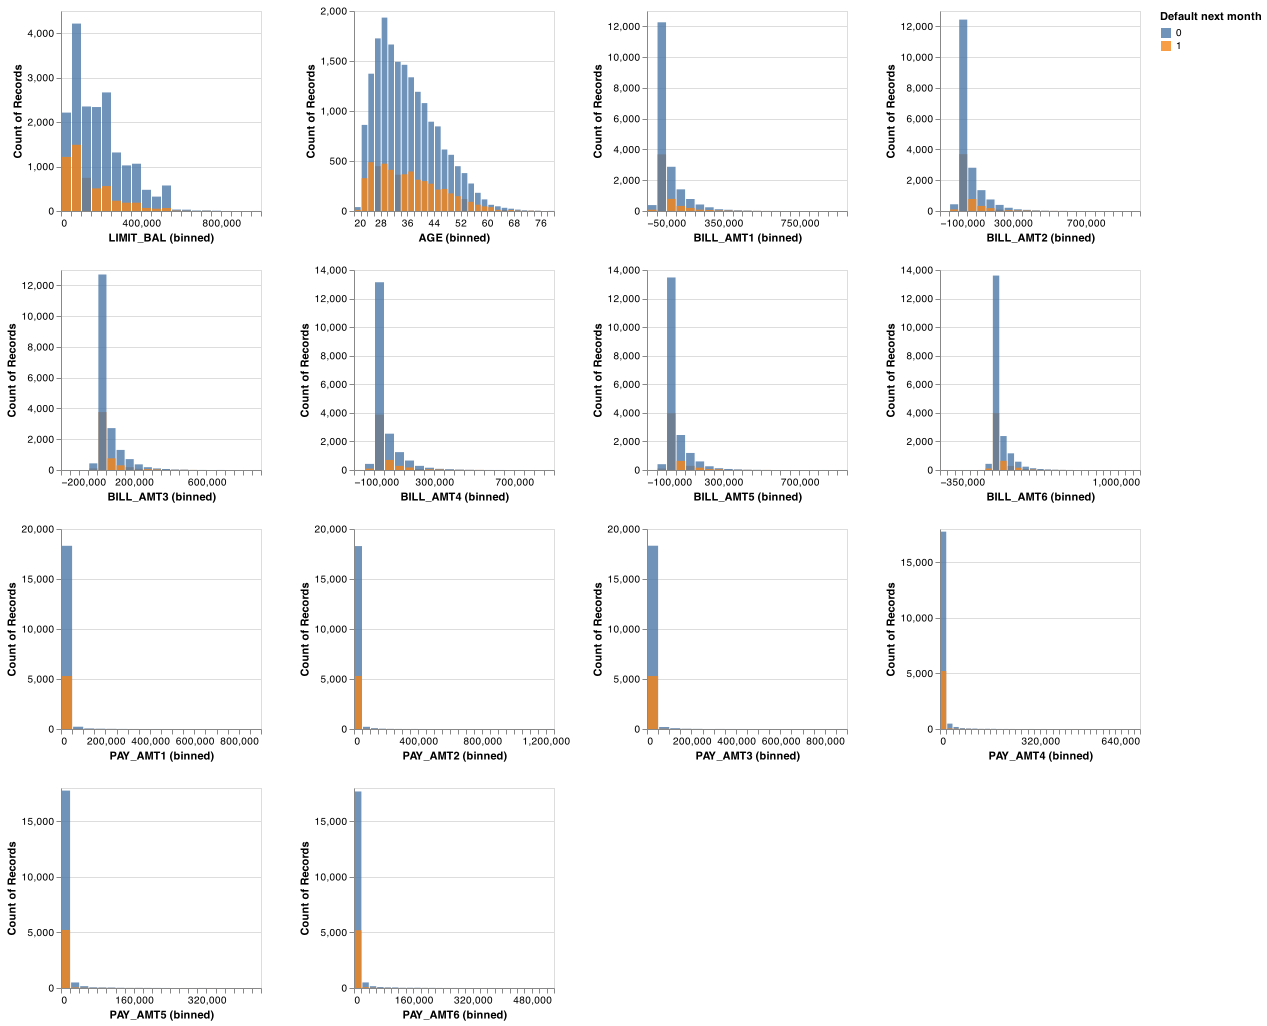 Default next month
0
1
4,000
3,000
2,000
1,000
0
Count of Records
0 400,000 800,000
LIMIT_BAL (binned)
2,000
1,500
1,000
500
0
Count of Records
20 28 36 44 52 60 68 76
AGE (binned)
12,000
10,000
8,000
6,000
4,000
2,000
0
Count of Records
−50,000 350,000 750,000
BILL_AMT1 (binned)
12,000
10,000
8,000
6,000
4,000
2,000
0
Count of Records
−100,000 300,000 700,000
BILL_AMT2 (binned)
12,000
10,000
8,000
6,000
4,000
2,000
0
Count of Records
−200,000 200,000 600,000
BILL_AMT3 (binned)
14,000
12,000
10,000
8,000
6,000
4,000
2,000
0
Count of Records
−100,000 300,000 700,000
BILL_AMT4 (binned)
14,000
12,000
10,000
8,000
6,000
4,000
2,000
0
Count of Records
−100,000 300,000 700,000
BILL_AMT5 (binned)
14,000
12,000
10,000
8,000
6,000
4,000
2,000
0
Count of Records
−350,000 1,000,000
BILL_AMT6 (binned)
20,000
15,000
10,000
5,000
0
Count of Records
0 200,000 400,000 600,000 800,000
PAY_AMT1 (binned)
20,000
15,000
10,000
5,000
0
Count of Records
0 400,000 800,000 1,200,000
PAY_AMT2 (binned)
20,000
15,000
10,000
5,000
0
Count of Records
0 200,000 400,000 600,000 800,000
PAY_AMT3 (binned)
15,000
10,000
5,000
0
Count of Records
0 320,000 640,000
PAY_AMT4 (binned)
15,000
10,000
5,000
0
Count of Records
0 160,000 320,000
PAY_AMT5 (binned)
15,000
10,000
5,000
0
Count of Records
0 160,000 320,000 480,000
PAY_AMT6 (binned)